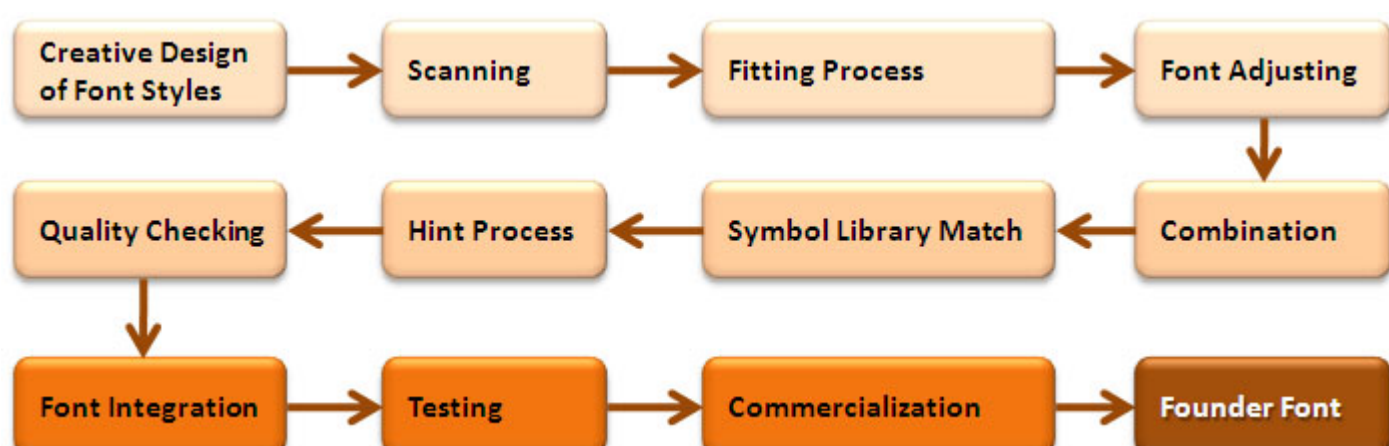 Creative Design
of Font Styles
Scanning
Fitting Process
Font Adjusting
Combination
Symbol Library Match
Hint Process
Quality Checking
Font Integration
Testing
Commercialization
Founder Font